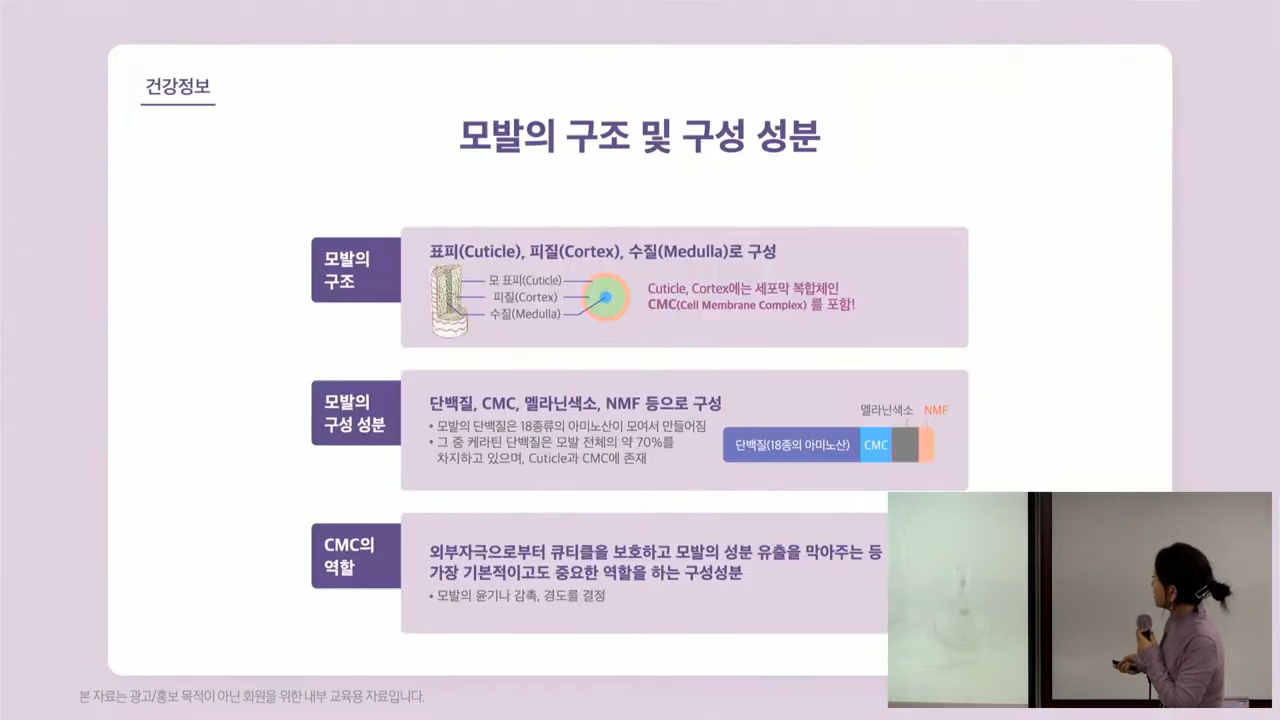 건강정보
모발의 구조 및 구성 성분
모발의
구조
표피(Cuticle), 피질(Cortex), 수질(Medulla)로 구성
모 표피(Cuticle)
피질(Cortex)
수질(Medulla)
Cuticle, Cortex에는 세포막 복합체인
CMC(Cell Membrane Complex) 를 포함!
모발의
구성 성분
단백질, CMC, 멜라닌색소, NMF 등으로 구성
• 모발의 단백질은 18종류의 아미노산이 모여서 만들어짐
• 그 중 케라틴 단백질은 모발 전체의 약 70%를
차지하고 있으며, Cuticle과 CMC에 존재
멜라닌색소 NMF
단백질(18종의 아미노산) CMC
CMC의
역할
외부자극으로부터 큐티클을 보호하고 모발의 성분 유출을 막아주는 등
가장 기본적이고도 중요한 역할을 하는 구성성분
• 모발의 윤기나 감촉, 경도를 결정
본 자료는 광고/홍보 목적이 아닌 회원을 위한 내부 교육용 자료입니다.